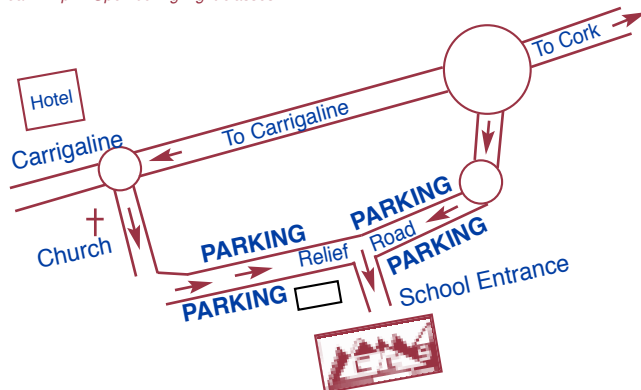 To Cork
Hotel
To Carrigaline
Carrigaline
PARKING
PARKING
Relief Road
Church
PARKING
School Entrance
PARKING